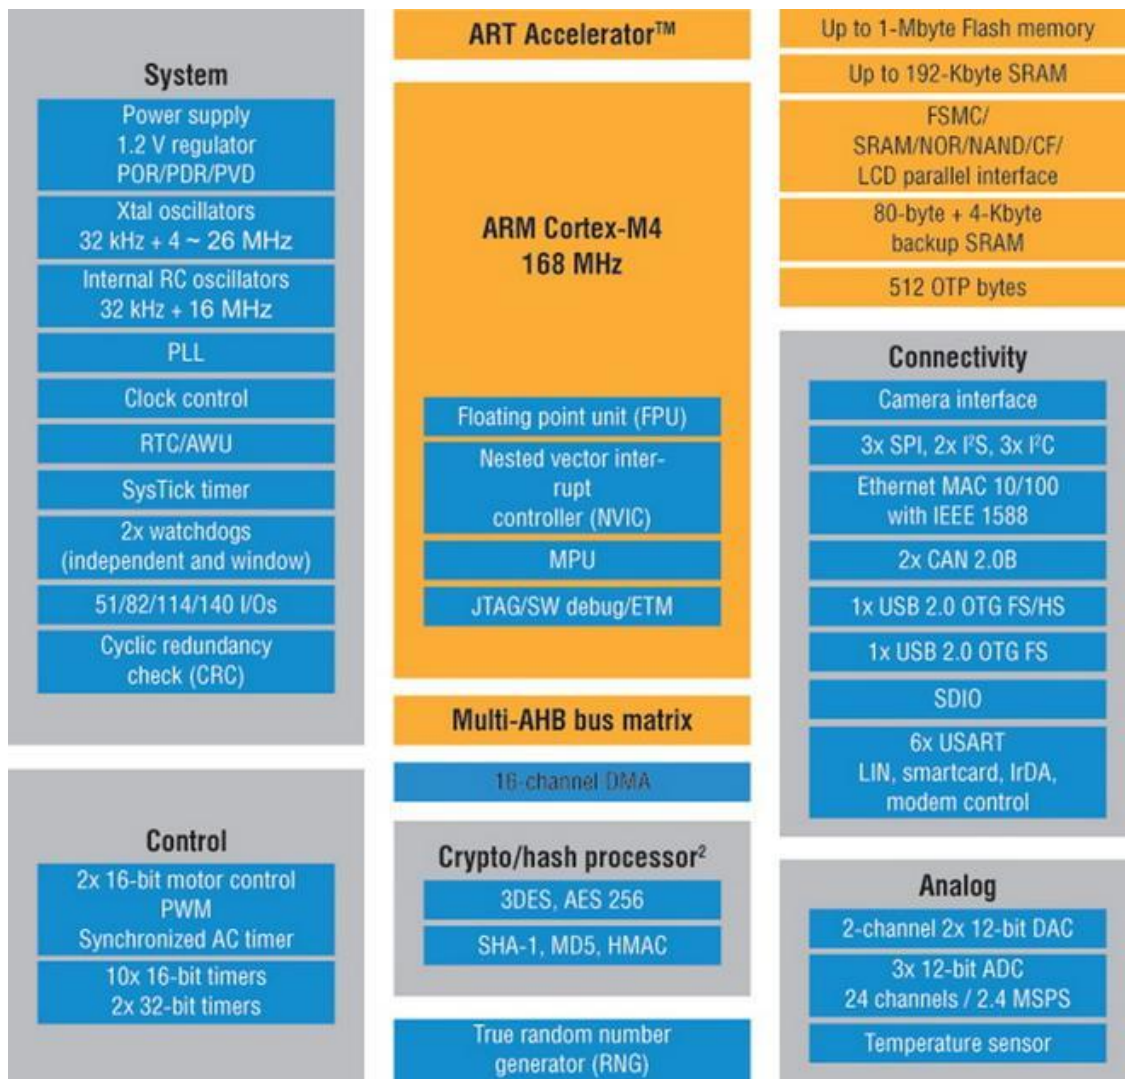 System
Power supply
1.2 V regulator
POR/PDR/PVD
Xtal oscillators
32 kHz + 4 ~ 26 MHz
Internal RC oscillators
32 kHz + 16 MHz
PLL
Clock control
RTC/AWU
SysTick timer
2x watchdogs
(independent and window)
51/82/114/140 I/Os
Cyclic redundancy
check (CRC)
Control
2x 16-bit motor control
PWM
Synchronized AC timer
10x 16-bit timers
2x 32-bit timers
ART Accelerator™
ARM Cortex-M4
168 MHz
Floating point unit (FPU)
Nested vector inter-
rupt
controller (NVIC)
MPU
JTAG/SW debug/ETM
Multi-AHB bus matrix
16-channel DMA
Crypto/hash processor²
3DES, AES 256
SHA-1, MD5, HMAC
True random number
generator (RNG)
Up to 1-Mbyte Flash memory
Up to 192-Kbyte SRAM
FSMC/
SRAM/NOR/NAND/CF/
LCD parallel interface
80-byte + 4-Kbyte
backup SRAM
512 OTP bytes
Connectivity
Camera interface
3x SPI, 2x I²S, 3x I²C
Ethernet MAC 10/100
with IEEE 1588
2x CAN 2.0B
1x USB 2.0 OTG FS/HS
1x USB 2.0 OTG FS
SDIO
6x USART
LIN, smartcard, IrDA,
modem control
Analog
2-channel 2x 12-bit DAC
3x 12-bit ADC
24 channels / 2.4 MSPS
Temperature sensor